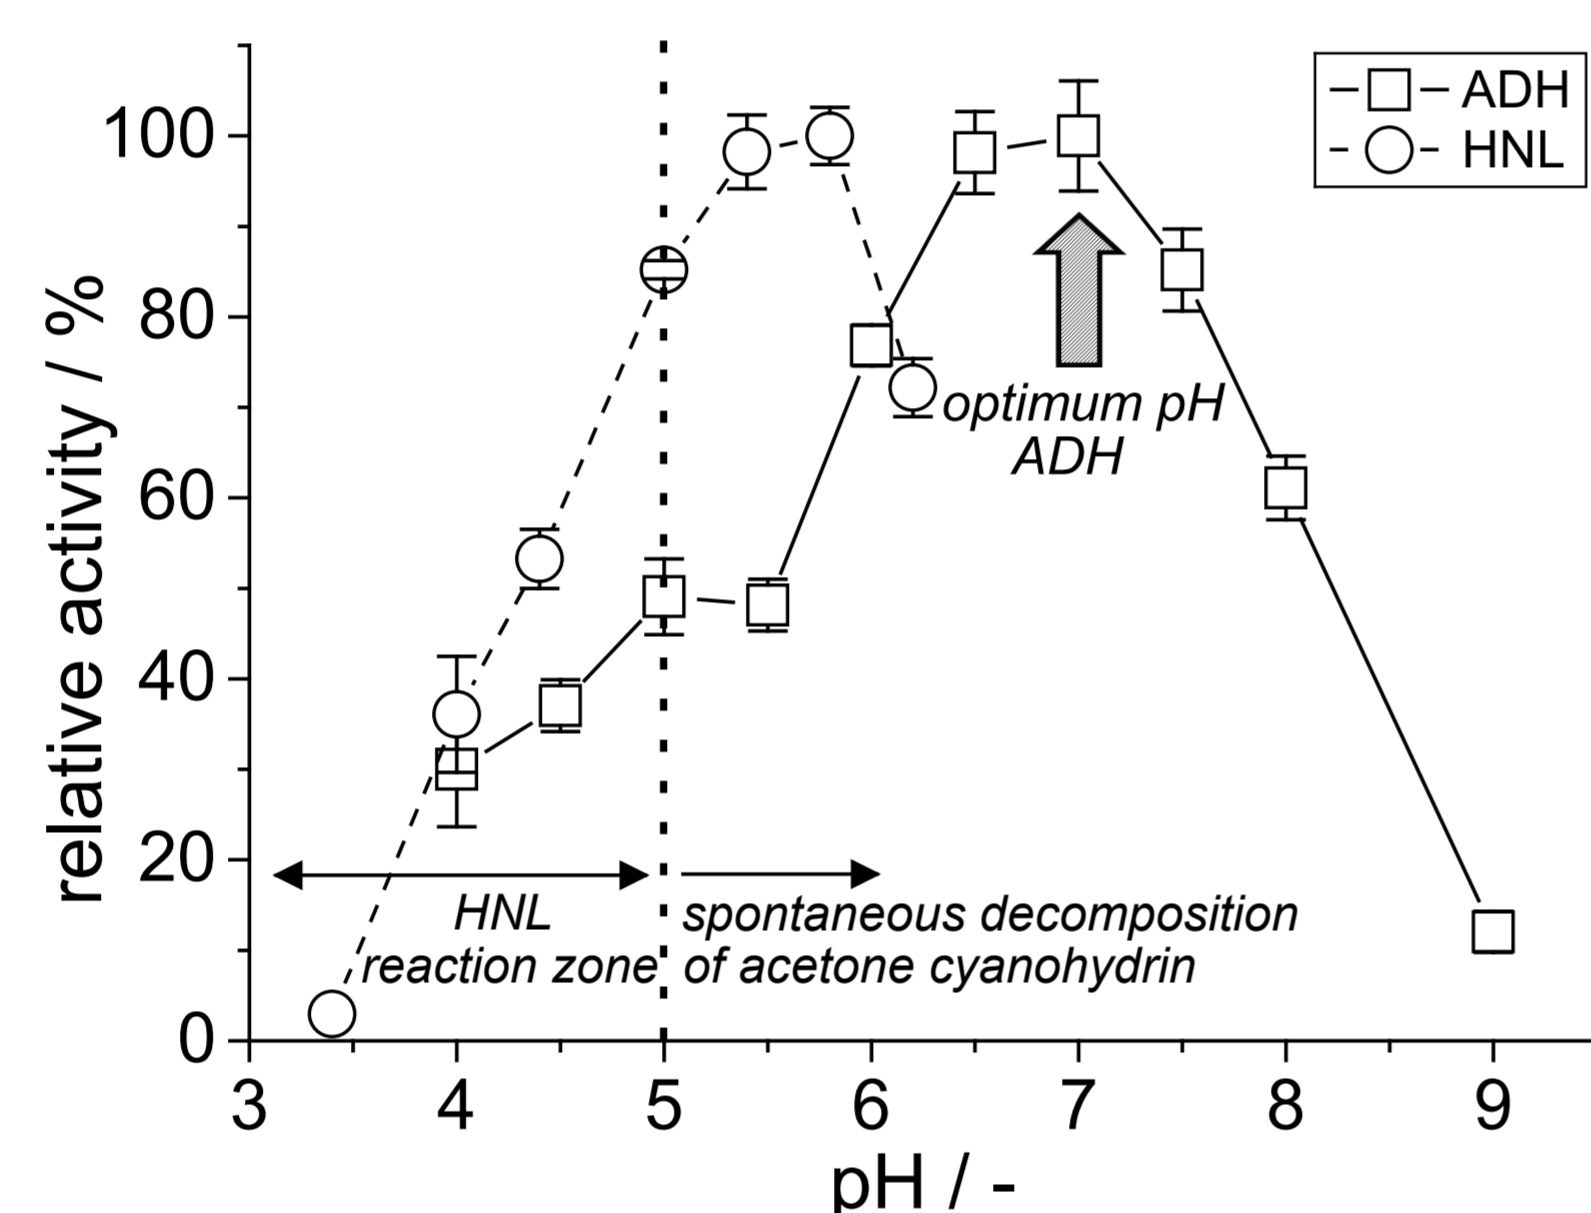 ADH
HNL
100
80
60
40
20
0
relative activity / %
optimum pH
ADH
HNL
reaction zone
spontaneous decomposition
of acetone cyanohydrin
3 4 5 6 7 8 9
pH / -